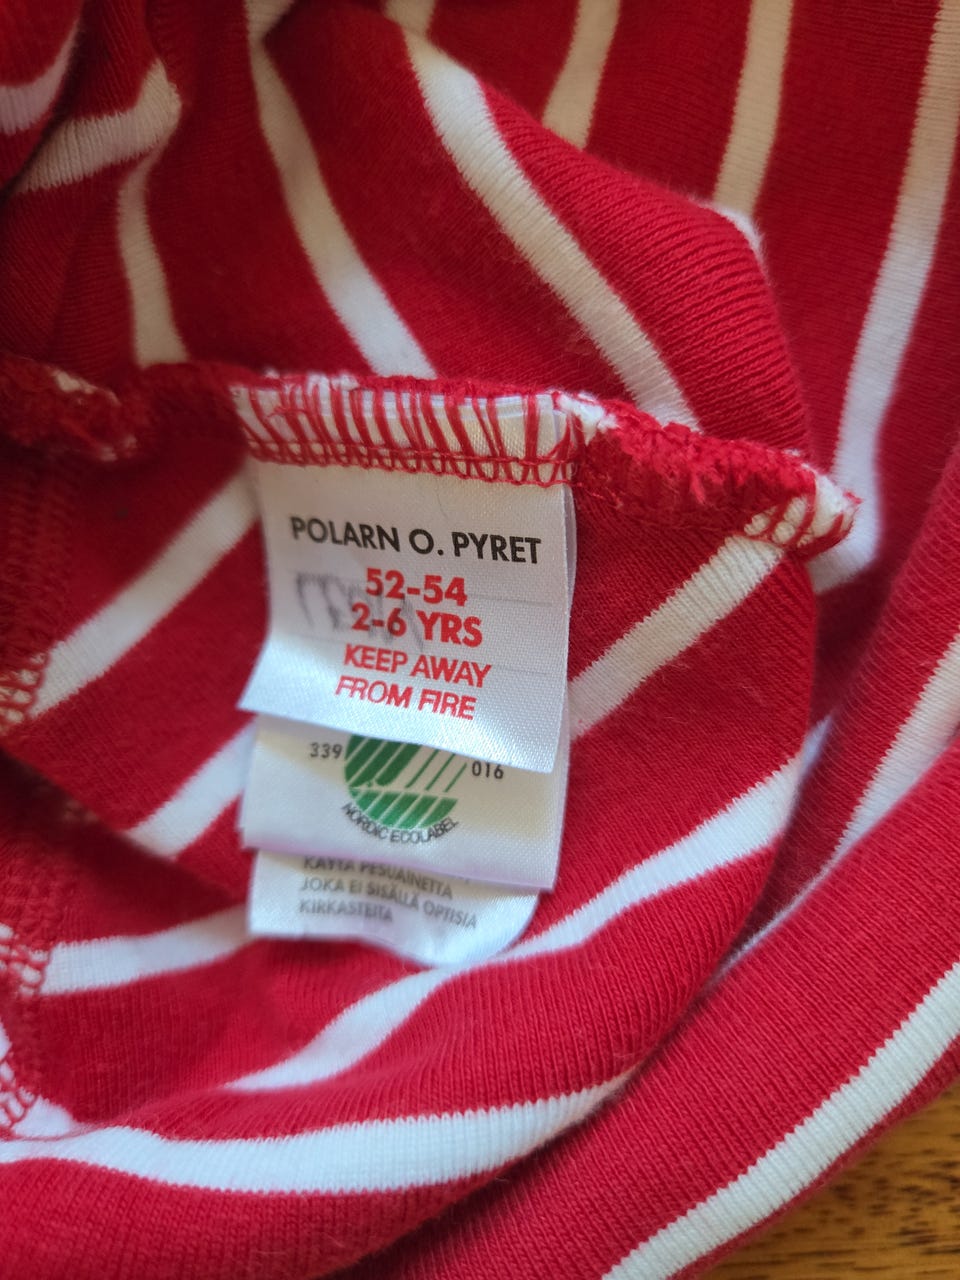 POLARN O. PYRET
52-54
2-6 YRS
KEEP AWAY
FROM FIRE
339 016
NORDIC ECOLABEL
KÄYTÄ PESUAINETTA
JOKA EI SISÄLLÄ OPTISIA
KIRKASTEITA